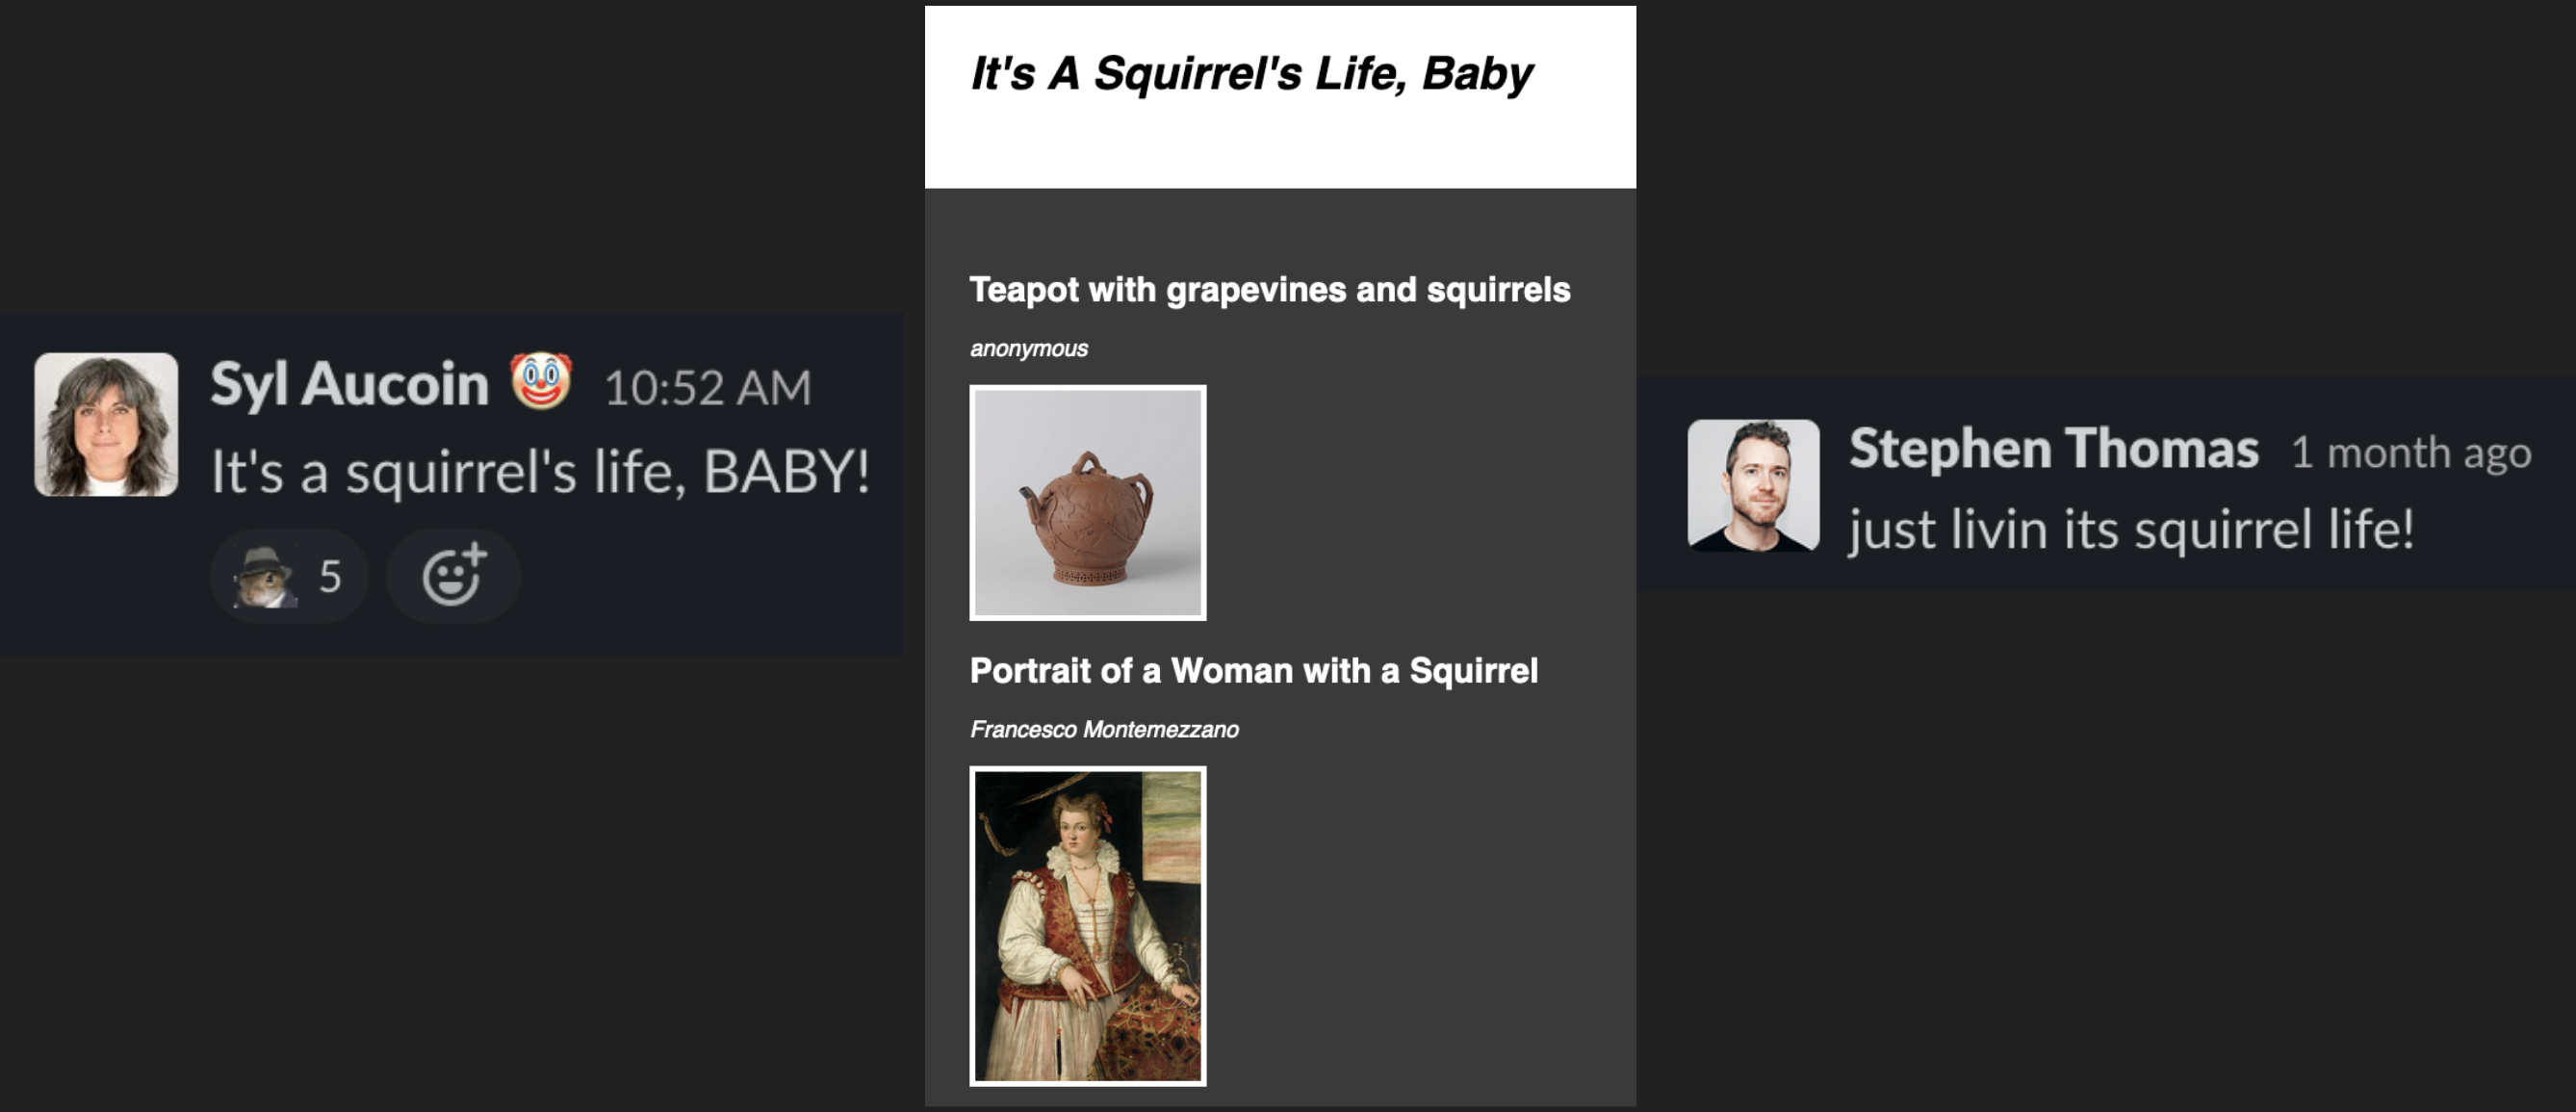 Syl Aucoin 🤡 10:52 AM
It's a squirrel's life, BABY!
5
It's A Squirrel's Life, Baby
Teapot with grapevines and squirrels
anonymous
Portrait of a Woman with a Squirrel
Francesco Montemezzano
Stephen Thomas 1 month ago
just livin its squirrel life!